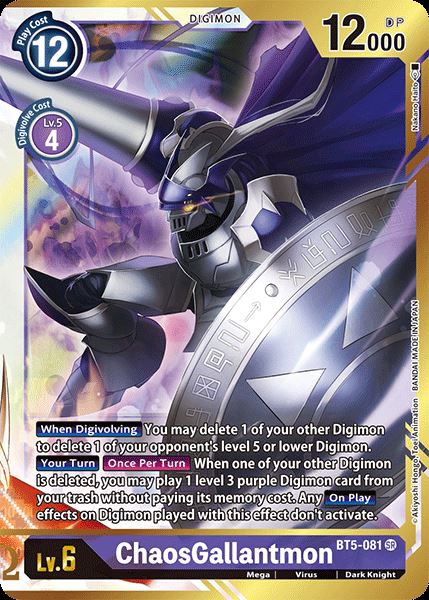 DIGIMON
Play Cost
12
12000
DP
Digivolve Cost
Lv.5
4
Nakano Haito
When Digivolving You may delete 1 of your other Digimon
to delete 1 of your opponent's level 5 or lower Digimon.
Your Turn Once Per Turn When one of your other Digimon
is deleted, you may play 1 level 3 purple Digimon card from
your trash without paying its memory cost. Any On Play
effects on Digimon played with this effect don't activate.
©Akiyoshi Hongo, Toei Animation BANDAI MADE IN JAPAN
2
Lv.6
ChaosGallantmon
BT5-081 SR
Mega | Virus | Dark Knight